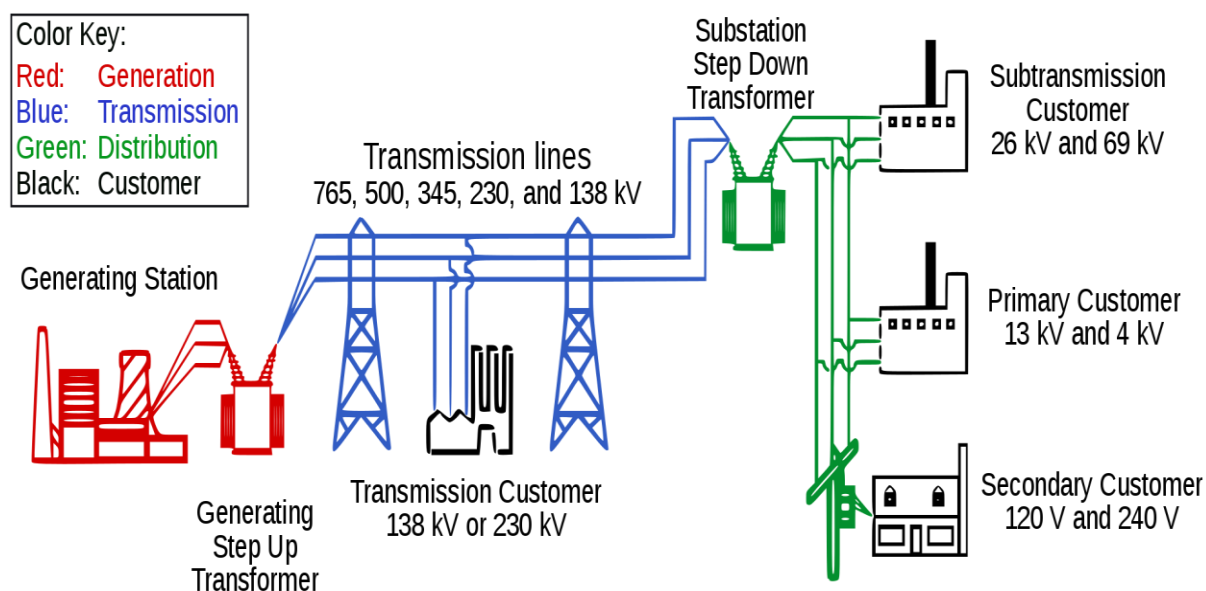 Color Key:
Red: Generation
Blue: Transmission
Green: Distribution
Black: Customer
Substation
Step Down
Transformer
Subtransmission
Customer
26 kV and 69 kV
Transmission lines
765, 500, 345, 230, and 138 kV
Generating Station
Primary Customer
13 kV and 4 kV
Transmission Customer
138 kV or 230 kV
Secondary Customer
120 V and 240 V
Generating
Step Up
Transformer